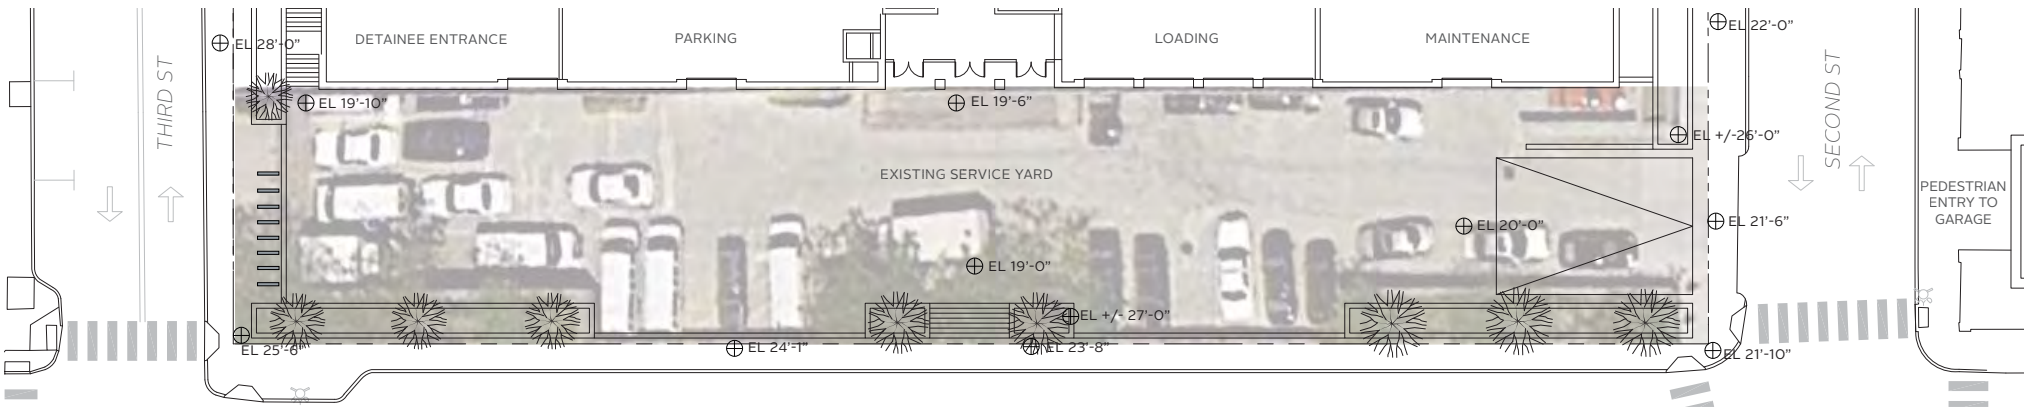 DETAINEE ENTRANCE
PARKING
LOADING
MAINTENANCE
EL 22'-0"
EL 28'-0"
THIRD ST
SECOND ST
EL 19'-10"
EL 19'-6"
EL +/-26'-0"
EXISTING SERVICE YARD
PEDESTRIAN
ENTRY TO
GARAGE
EL 20'-0"
EL 21'-6"
EL 19'-0"
EL +/- 27'-0"
EL 25'-6"
EL 24'-1"
EL 23'-8"
EL 21'-10"